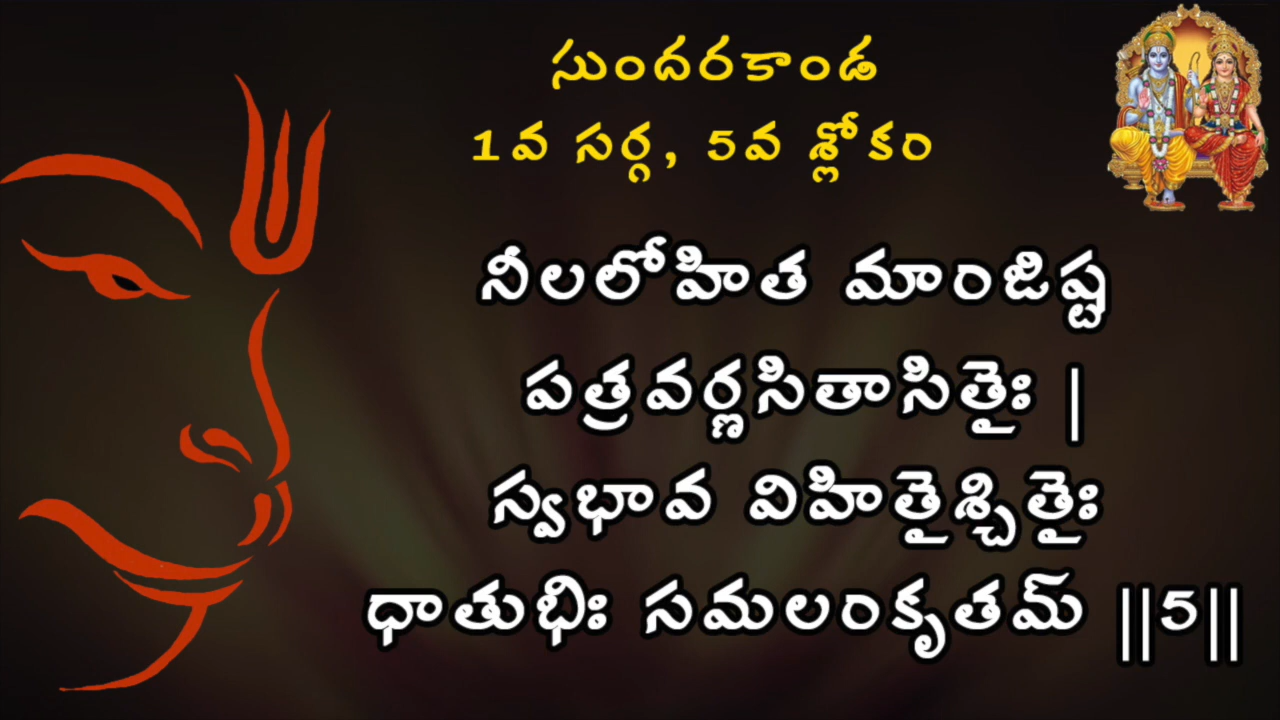 సుందరకాండ
1వ సర్గ, 5వ శ్లోకం
నీలలోహిత మాంజిష్ట
పత్రవర్ణసితాసితైః |
స్వభావ విహితైశ్చితైః
ధాతుభిః సమలంకృతమ్ ||5||